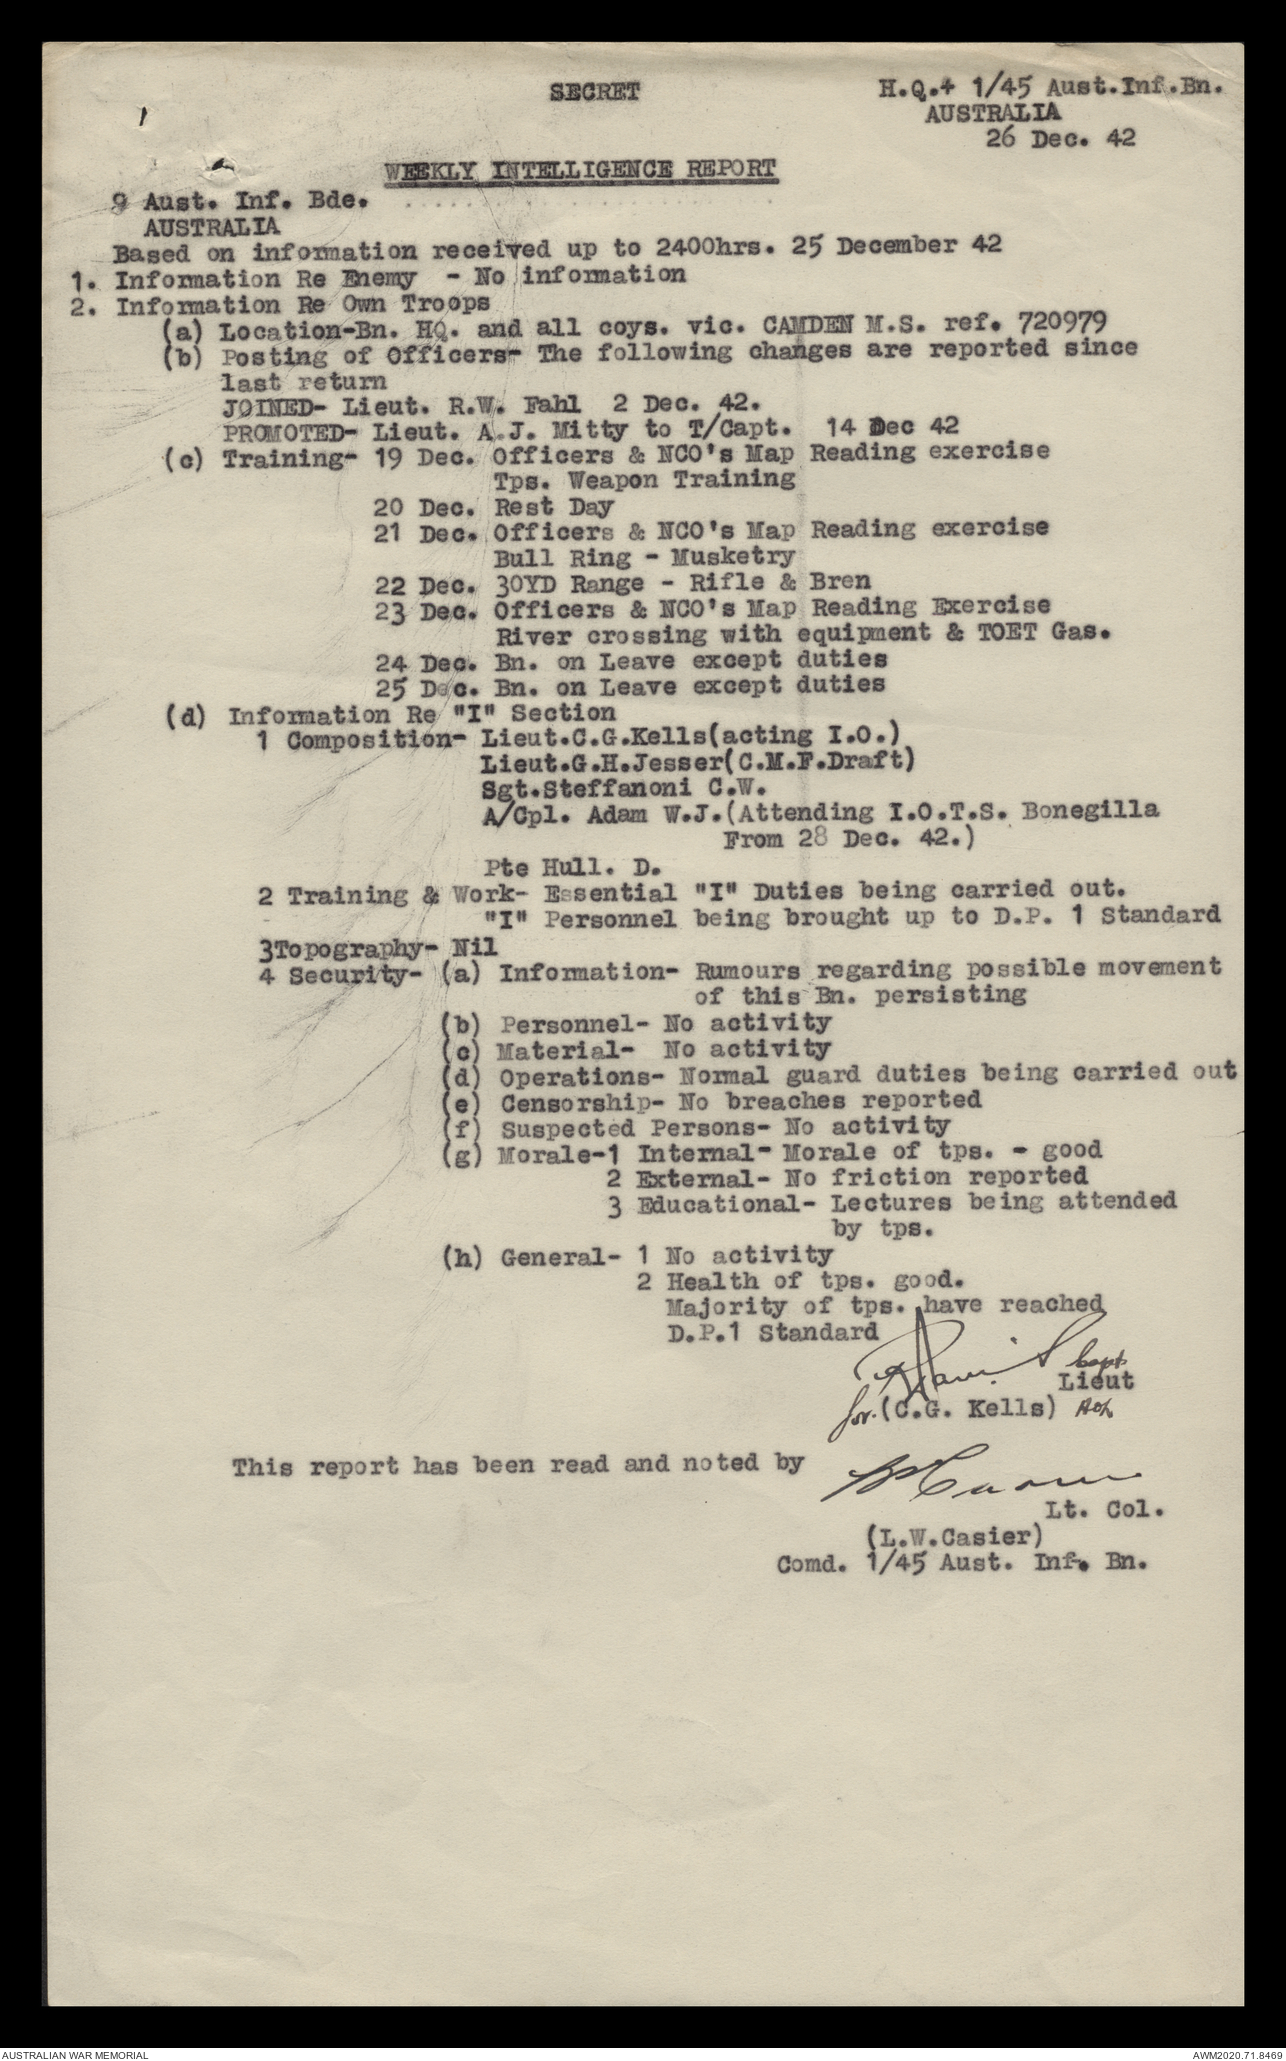 SECRET
H.Q.+ 1/45 Aust.Inf.Bn.
AUSTRALIA
26 Dec. 42
WEEKLY INTELLIGENCE REPORT
9 Aust. Inf. Bde.
AUSTRALIA
Based on information received up to 2400hrs. 25 December 42
1. Information Re Enemy - No information
2. Information Re Own Troops
(a) Location-Bn. HQ. and all coys. vic. CAMDEN M.S. ref. 720979
(b) Posting of Officers- The following changes are reported since
last return
JOINED- Lieut. R.W. Fahl 2 Dec. 42.
PROMOTED- Lieut. A.J. Mitty to T/Capt. 14 Dec 42
(c) Training- 19 Dec. Officers & NCO's Map Reading exercise
Tps. Weapon Training
20 Dec. Rest Day
21 Dec. Officers & NCO's Map Reading exercise
Bull Ring - Musketry
22 Dec. 30YD Range - Rifle & Bren
23 Dec. Officers & NCO's Map Reading Exercise
River crossing with equipment & TOET Gas.
24 Dec. Bn. on Leave except duties
25 Dec. Bn. on Leave except duties
(d) Information Re "I" Section
1 Composition- Lieut.C.G.Kells(acting I.O.)
Lieut.G.H.Jesser(C.M.F.Draft)
Sgt.Steffanoni C.W.
A/Cpl. Adam W.J.(Attending I.O.T.S. Bonegilla
From 28 Dec. 42.)
Pte Hull. D.
2 Training & Work- Essential "I" Duties being carried out.
"I" Personnel being brought up to D.P. 1 Standard
3Topography- Nil
4 Security- (a) Information- Rumours regarding possible movement
of this Bn. persisting
(b) Personnel- No activity
(c) Material- No activity
(d) Operations- Normal guard duties being carried out
(e) Censorship- No breaches reported
(f) Suspected Persons- No activity
(g) Morale-1 Internal- Morale of tps. - good
2 External- No friction reported
3 Educational- Lectures being attended
by tps.
(h) General- 1 No activity
2 Health of tps. good.
Majority of tps. have reached
D.P.1 Standard
Capt
Lieut
for (C.G. Kells)
This report has been read and noted by
Lt. Col.
(L.W.Casier)
Comd. 1/45 Aust. Inf. Bn.
AUSTRALIAN WAR MEMORIAL
AWM2020.71.8469